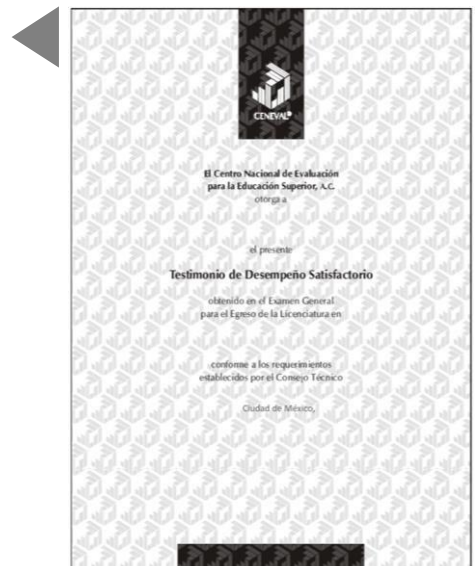 CENEVAL®
El Centro Nacional de Evaluación
para la Educación Superior, A.C.
otorga a
el presente
Testimonio de Desempeño Satisfactorio
obtenido en el Examen General
para el Egreso de la Licenciatura en
conforme a los requerimientos
establecidos por el Consejo Técnico
Ciudad de México,